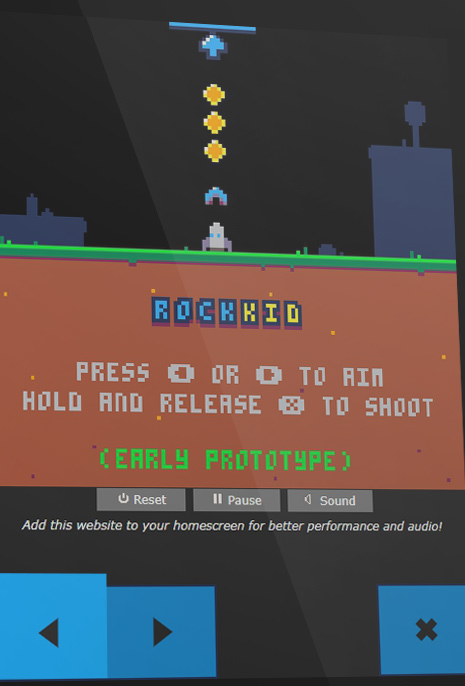 ROCKKID
PRESS OR TO AIM
HOLD AND RELEASE TO SHOOT
(EARLY PROTOTYPE)
Reset Pause Sound
Add this website to your homescreen for better performance and audio!